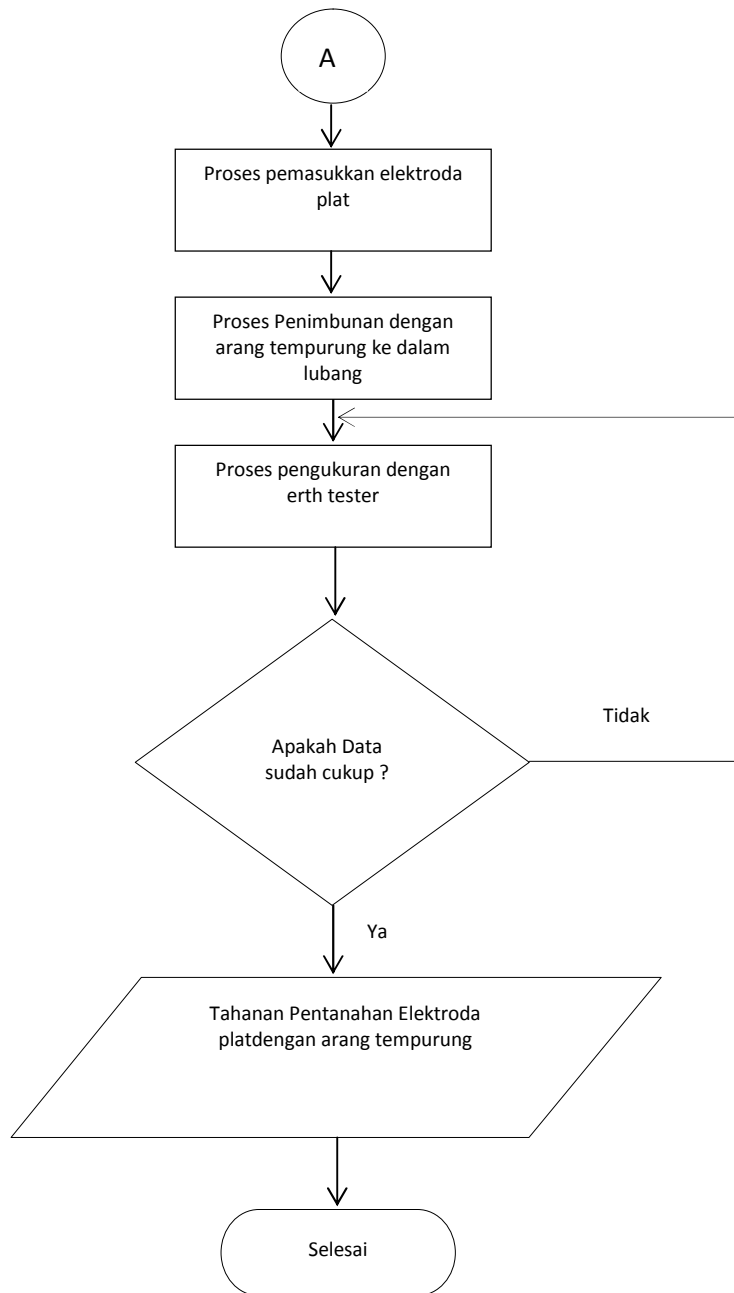 A
Proses pemasukkan elektroda
plat
Proses Penimbunan dengan
arang tempurung ke dalam
lubang
Proses pengukuran dengan
erth tester
Tidak
Apakah Data
sudah cukup ?
Ya
Tahanan Pentanahan Elektroda
platdengan arang tempurung
Selesai